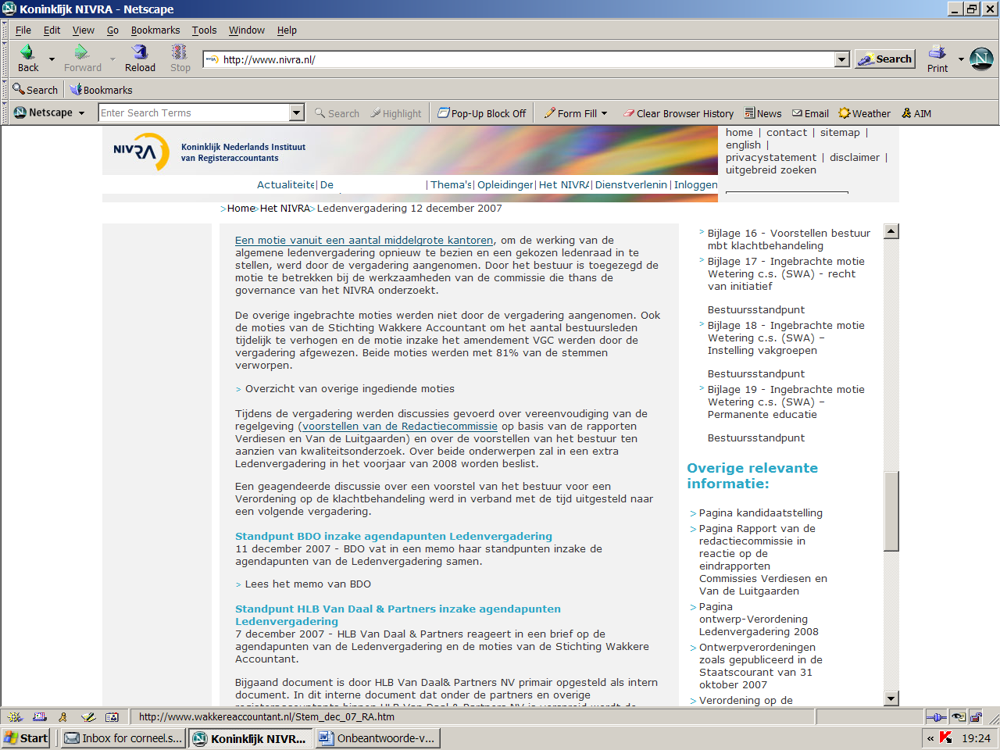 Koninklijk NIVRA - Netscape
File Edit View Go Bookmarks Tools Window Help
Back Forward Reload Stop http://www.nivra.nl/ Search Print
Search Bookmarks
Netscape Enter Search Terms Search Highlight Pop-Up Block Off Form Fill Clear Browser History News Email Weather AIM
NIVRA Koninklijk Nederlands Instituut
van Registeraccountants
home | contact | sitemap |
english |
privacystatement | disclaimer |
uitgebreid zoeken
Actualiteite | De | Thema's | Opleidinger | Het NIVRA | Dienstverlenin | Inloggen
>Home >Het NIVRA >Ledenvergadering 12 december 2007
Een motie vanuit een aantal middelgrote kantoren, om de werking van de
algemene ledenvergadering opnieuw te bezien en een gekozen ledenraad in te
stellen, werd door de vergadering aangenomen. Door het bestuur is toegezegd de
motie te betrekken bij de werkzaamheden van de commissie die thans de
governance van het NIVRA onderzoekt.
De overige ingebrachte moties werden niet door de vergadering aangenomen. Ook
de moties van de Stichting Wakkere Accountant om het aantal bestuursleden
tijdelijk te verhogen en de motie inzake het amendement VGC werden door de
vergadering afgewezen. Beide moties werden met 81% van de stemmen
verworpen.
> Overzicht van overige ingediende moties
Tijdens de vergadering werden discussies gevoerd over vereenvoudiging van de
regelgeving (voorstellen van de Redactiecommissie op basis van de rapporten
Verdiesen en Van de Luitgaarden) en over de voorstellen van het bestuur ten
aanzien van kwaliteitsonderzoek. Over beide onderwerpen zal in een extra
Ledenvergadering in het voorjaar van 2008 worden beslist.
Een geagendeerde discussie over een voorstel van het bestuur voor een
Verordening op de klachtbehandeling werd in verband met de tijd uitgesteld naar
een volgende vergadering.
Standpunt BDO inzake agendapunten Ledenvergadering
11 december 2007 - BDO vat in een memo haar standpunten inzake de
agendapunten van de Ledenvergadering samen.
> Lees het memo van BDO
Standpunt HLB Van Daal & Partners inzake agendapunten
Ledenvergadering
7 december 2007 - HLB Van Daal & Partners reageert in een brief op de
agendapunten van de Ledenvergadering en de moties van de Stichting Wakkere
Accountant.
Bijgaand document is door HLB Van Daal& Partners NV primair opgesteld als intern
document. In dit interne document dat onder de partners en overige
registeraccountants binnen HLB Van Daal & Partners NV is verspreid wordt de
> Bijlage 16 - Voorstellen bestuur
mbt klachtbehandeling
> Bijlage 17 - Ingebrachte motie
Wetering c.s. (SWA) - recht
van initiatief
Bestuursstandpunt
> Bijlage 18 - Ingebrachte motie
Wetering c.s. (SWA) –
Instelling vakgroepen
Bestuursstandpunt
> Bijlage 19 - Ingebrachte motie
Wetering c.s. (SWA) –
Permanente educatie
Bestuursstandpunt
Overige relevante
informatie:
> Pagina kandidaatstelling
> Pagina Rapport van de
redactiecommissie in
reactie op de
eindrapporten
Commissies Verdiesen en
Van de Luitgaarden
> Pagina
ontwerp-Verordening
Ledenvergadering 2008
> Ontwerpverordeningen
zoals gepubliceerd in de
Staatscourant van 31
oktober 2007
> Verordening op de
http://www.wakkereaccountant.nl/Stem_dec_07_RA.htm
Start Inbox for corneel.s... Koninklijk NIVR... Onbeantwoorde-v... « 19:24